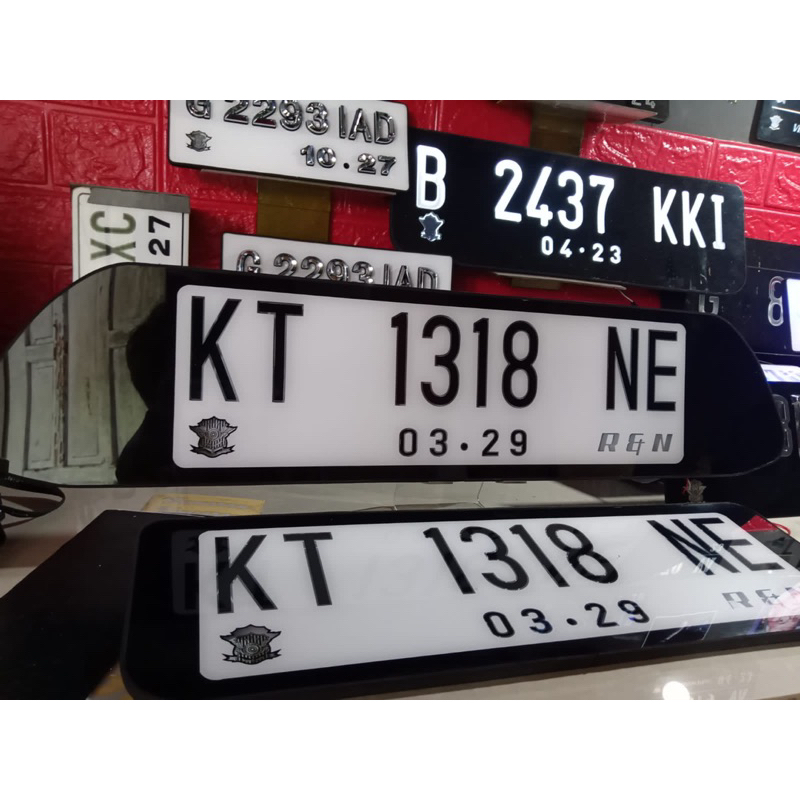 G 2293 IAD
10 · 27
B 2437 KKI
04 · 23
XC
27
G 2293 IAD
KT 1318 NE
03 · 29
R & N
KT 1318 NE
03 · 29